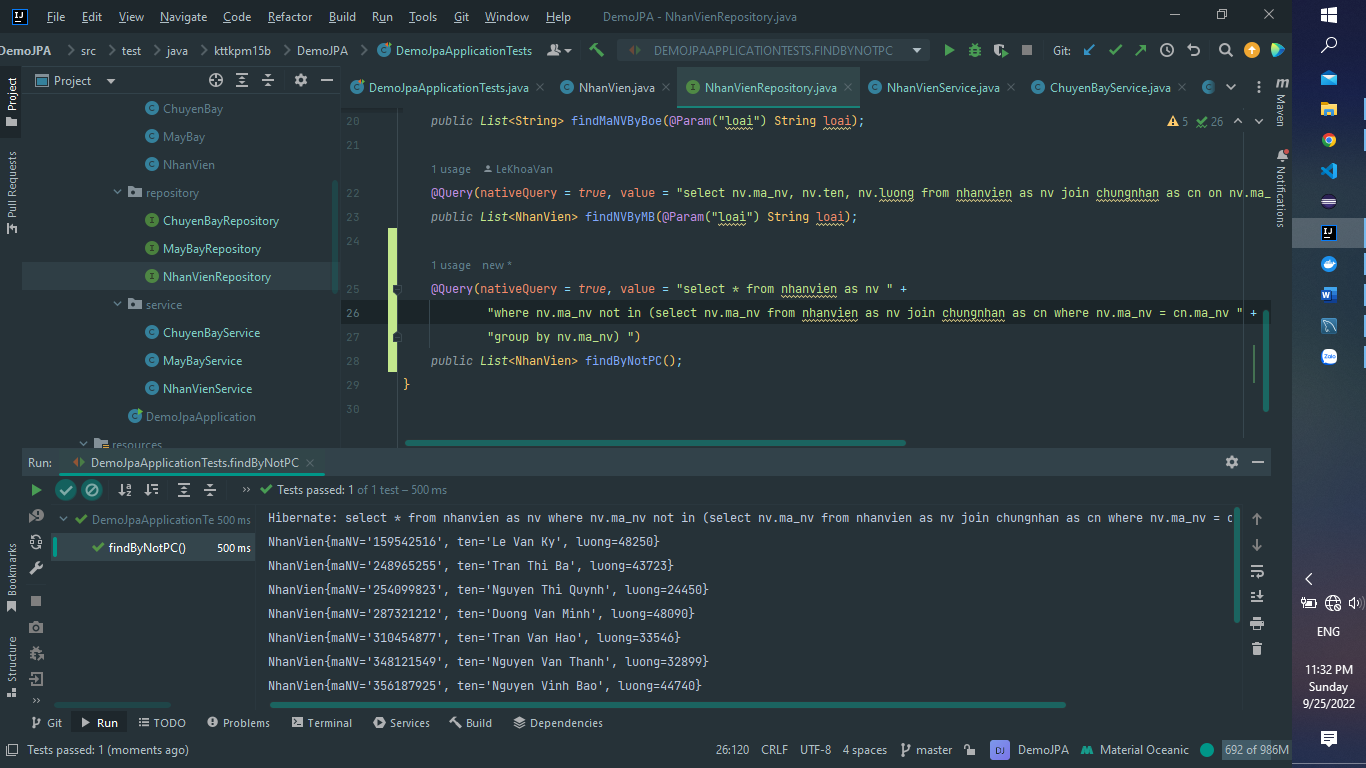 File Edit View Navigate Code Refactor Build Run Tools Git Window Help DemoJPA - NhanVienRepository.java
DemoJPA src test java kttkpm15b DemoJPA DemoJpaApplicationTests DEMOJPAAPPLICATIONTESTS.FINDBYNOTPC Git:
Project
DemoJpaApplicationTests.java NhanVien.java NhanVienRepository.java NhanVienService.java ChuyenBayService.java
Project
Pull Requests
Bookmarks
Structure
ChuyenBay
MayBay
NhanVien
repository
ChuyenBayRepository
MayBayRepository
NhanVienRepository
service
ChuyenBayService
MayBayService
NhanVienService
DemoJpaApplication
resources
20 public List<String> findMaNVByBoe(@Param("loai") String loai);
5 26
21
1 usage LeKhoaVan
22 @Query(nativeQuery = true, value = "select nv.ma_nv, nv.ten, nv.luong from nhanvien as nv join chungnhan as cn on nv.ma_
23 public List<NhanVien> findNVByMB(@Param("loai") String loai);
24
1 usage new *
25 @Query(nativeQuery = true, value = "select * from nhanvien as nv " +
26 "where nv.ma_nv not in (select nv.ma_nv from nhanvien as nv join chungnhan as cn where nv.ma_nv = cn.ma_nv " +
27 "group by nv.ma_nv) ")
28 public List<NhanVien> findByNotPC();
29 }
30
m
Maven
Notifications
Run: DemoJpaApplicationTests.findByNotPC
Tests passed: 1 of 1 test – 500 ms
DemoJpaApplicationTe 500 ms
findByNotPC() 500 ms
Hibernate: select * from nhanvien as nv where nv.ma_nv not in (select nv.ma_nv from nhanvien as nv join chungnhan as cn where nv.ma_nv = c
NhanVien{maNV='159542516', ten='Le Van Ky', luong=48250}
NhanVien{maNV='248965255', ten='Tran Thi Ba', luong=43723}
NhanVien{maNV='254099823', ten='Nguyen Thi Quynh', luong=24450}
NhanVien{maNV='287321212', ten='Duong Van Minh', luong=48090}
NhanVien{maNV='310454877', ten='Tran Van Hao', luong=33546}
NhanVien{maNV='348121549', ten='Nguyen Van Thanh', luong=32899}
NhanVien{maNV='356187925', ten='Nguyen Vinh Bao', luong=44740}
Git Run TODO Problems Terminal Services Build Dependencies
Tests passed: 1 (moments ago) 26:120 CRLF UTF-8 4 spaces master DJ DemoJPA Material Oceanic 692 of 986M
ENG
11:32 PM
Sunday
9/25/2022